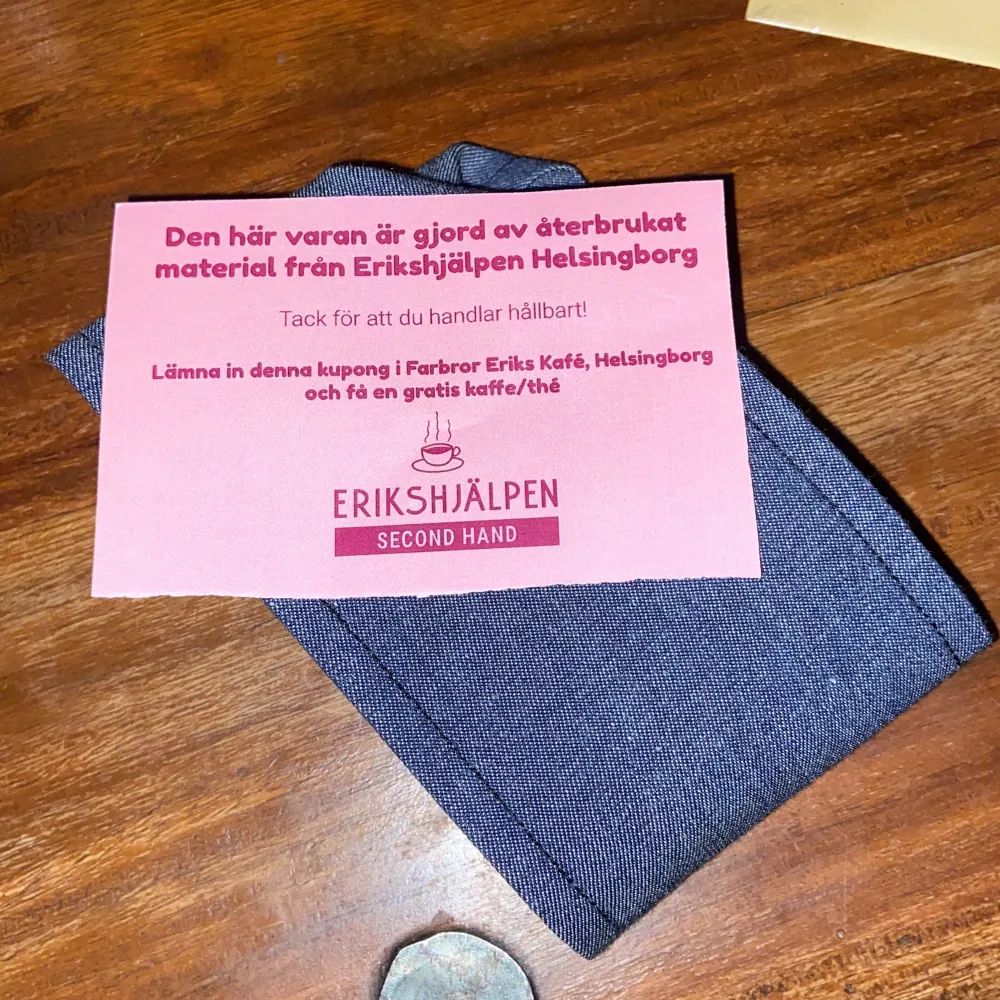 Den här varan är gjord av återbrukat
material från Erikshjälpen Helsingborg
Tack för att du handlar hållbart!
Lämna in denna kupong i Farbror Eriks Kafé, Helsingborg
och få en gratis kaffe/thé
ERIKSHJÄLPEN
SECOND HAND